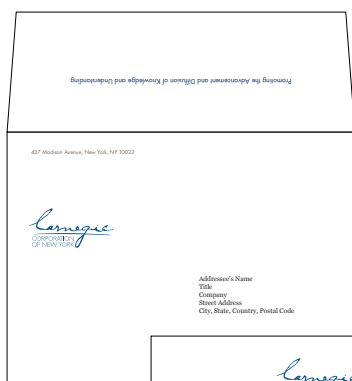 Promoting the Advancement and Diffusion of Knowledge and Understanding
437 Madison Avenue, New York, NY 10022
Carnegie
CORPORATION
OF NEW YORK
Addressee's Name
Title
Company
Street Address
City, State, Country, Postal Code
Carnegie